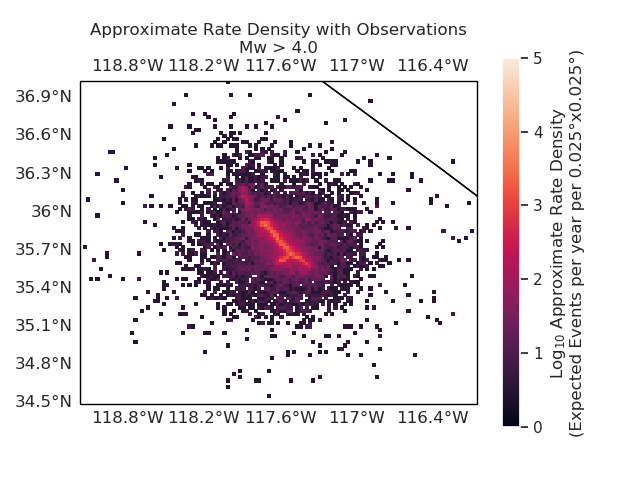 Approximate Rate Density with Observations
Mw > 4.0
118.8°W 118.2°W 117.6°W 117°W 116.4°W
36.9°N
36.6°N
36.3°N
36°N
35.7°N
35.4°N
35.1°N
34.8°N
34.5°N
118.8°W 118.2°W 117.6°W 117°W 116.4°W
5
4
3
2
1
0
Log₁₀ Approximate Rate Density
(Expected Events per year per 0.025°x0.025°)